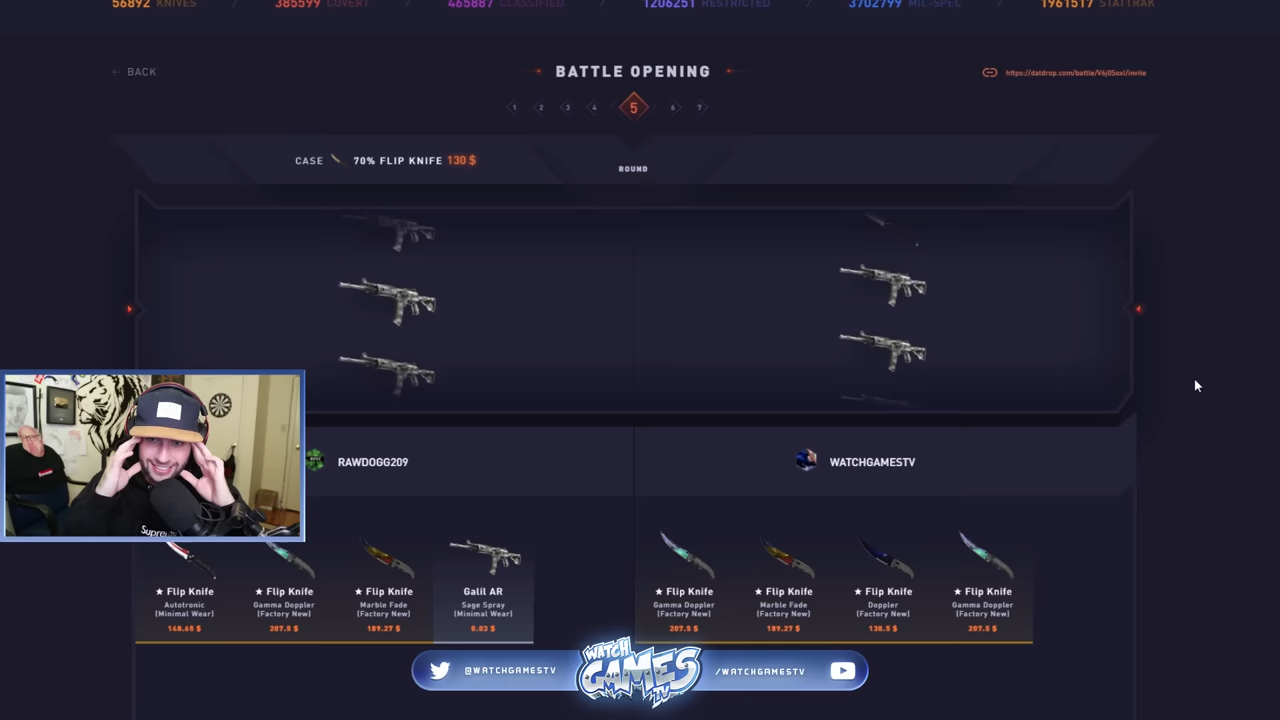 56892 KNIVES / 385599 COVERT / 465887 CLASSIFIED / 1206251 RESTRICTED / 3702799 MIL-SPEC / 1961517 STATTRAK
← BACK
BATTLE OPENING
https://datdrop.com/battle/V6j0Soxl/invite
1 2 3 4 5 6 7
CASE 70% FLIP KNIFE 130 $
ROUND
RAWDOGG209
WATCHGAMESTV
Supreme
★ Flip Knife
Autotronic
(Minimal Wear)
148.65 $
★ Flip Knife
Gamma Doppler
(Factory New)
207.5 $
★ Flip Knife
Marble Fade
(Factory New)
189.27 $
Galil AR
Sage Spray
(Minimal Wear)
0.03 $
★ Flip Knife
Gamma Doppler
(Factory New)
207.5 $
★ Flip Knife
Marble Fade
(Factory New)
189.27 $
★ Flip Knife
Doppler
(Factory New)
130.5 $
★ Flip Knife
Gamma Doppler
(Factory New)
207.5 $
@WATCHGAMESTV
WATCH
GAMES
TV
/WATCHGAMESTV